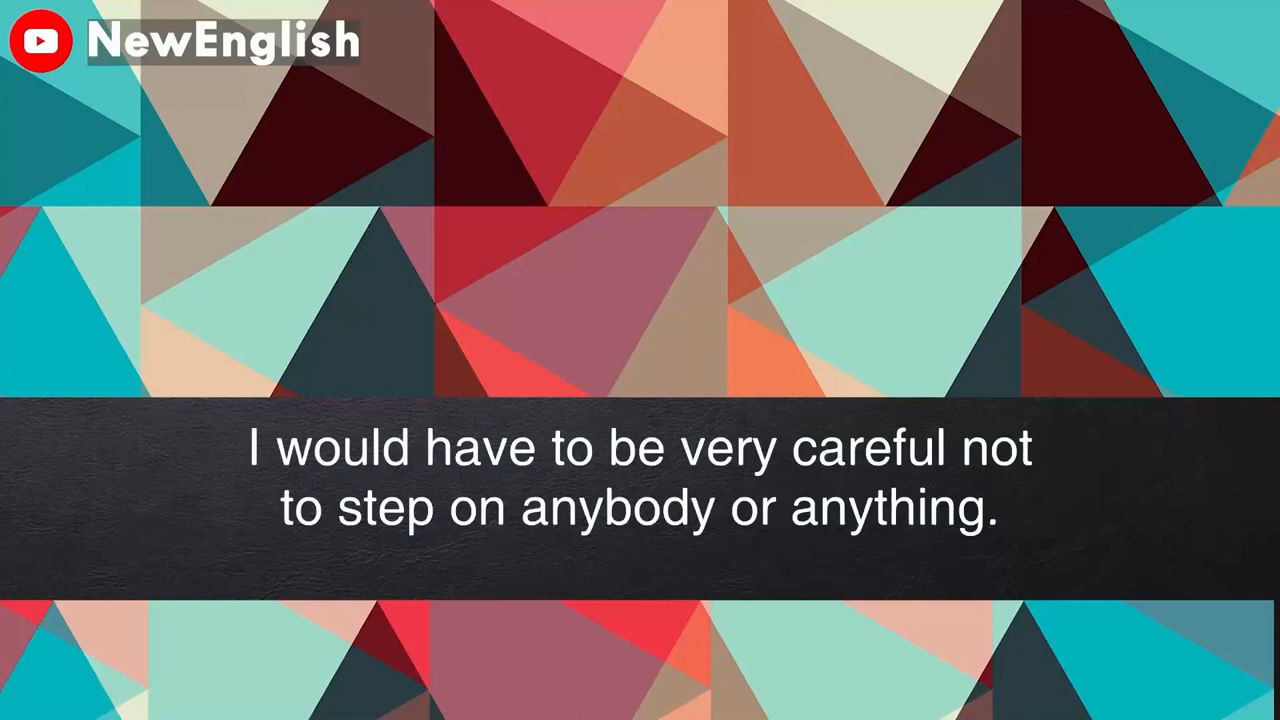 NewEnglish
I would have to be very careful not
to step on anybody or anything.